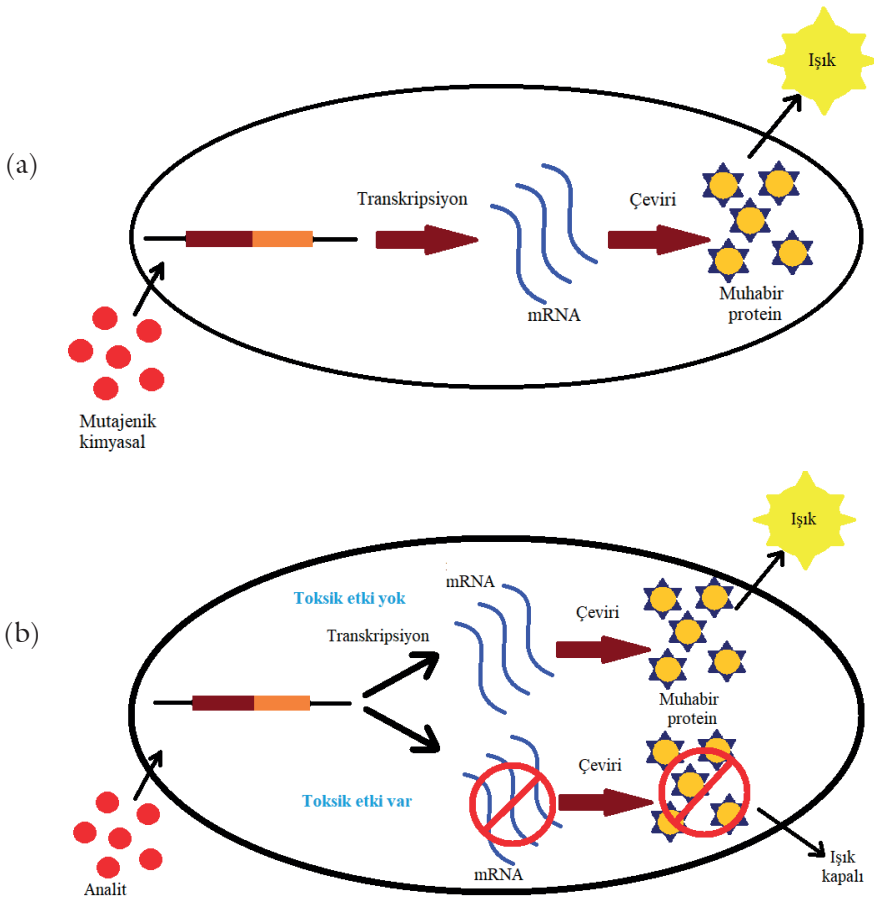 Işık
(a)
Transkripsiyon
Çeviri
mRNA
Muhabir
protein
Mutajenik
kimyasal
Işık
(b)
Toksik etki yok
mRNA
Transkripsiyon
Çeviri
Muhabir
protein
Toksik etki var
Çeviri
mRNA
Analit
Işık
kapalı